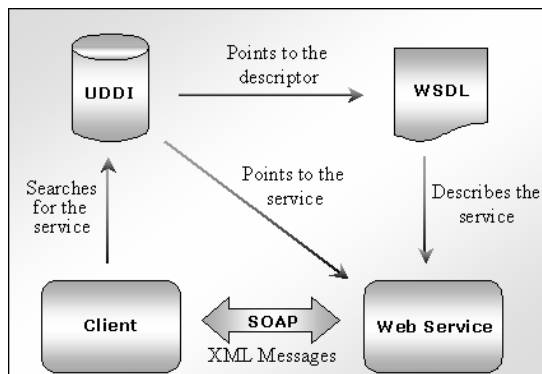 Points to the
descriptor
UDDI
WSDL
Searches
for the
service
Points to the
service
Describes the
service
Client
SOAP
XML Messages
Web Service